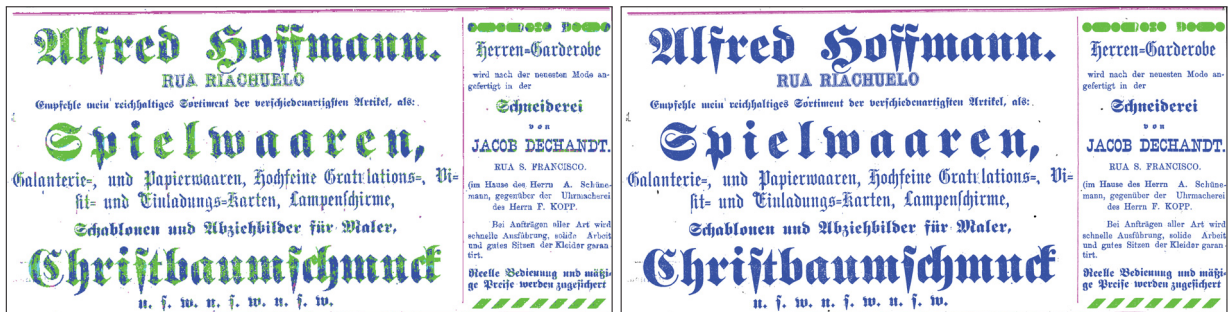 Alfred Hoffmann.
RUA RIACHUELO
Empfehle mein reichhaltiges Sortiment der verschiedenartigsten Artikel, als:
Spielwaaren,
Galanterie-, und Papierwaaren, Hochfeine Gratulations-, Vi-
sit- und Einladungs-Karten, Lampenschirme,
Schablonen und Abziehbilder für Maler,
Christbaumschmuck
u. s. w. u. s. w. u. s. w.
Herren-Garderobe
wird nach der neuesten Mode an-
gefertigt in der
Schneiderei
von
JACOB DECHANDT.
RUA S. FRANCISCO.
(im Hause des Herrn A. Schüne-
mann, gegenüber der Uhrmacherei
des Herrn F. KOPP.
Bei Aufträgen aller Art wird
schnelle Ausführung, solide Arbeit
und gutes Sitzen der Kleider garan
tirt.
Reelle Bedienung und mäßi-
ge Preise werden zugesichert
Alfred Hoffmann.
RUA RIACHUELO
Empfehle mein reichhaltiges Sortiment der verschiedenartigsten Artikel, als:
Spielwaaren,
Galanterie-, und Papierwaaren, Hochfeine Gratulations-, Vi-
sit- und Einladungs-Karten, Lampenschirme,
Schablonen und Abziehbilder für Maler,
Christbaumschmuck
u. s. w. u. s. w. u. s. w.
Herren-Garderobe
wird nach der neuesten Mode an-
gefertigt in der
Schneiderei
von
JACOB DECHANDT.
RUA S. FRANCISCO.
(im Hause des Herrn A. Schüne-
mann, gegenüber der Uhrmacherei
des Herrn F. KOPP.
Bei Aufträgen aller Art wird
schnelle Ausführung, solide Arbeit
und gutes Sitzen der Kleider garan
tirt.
Reelle Bedienung und mäßi-
ge Preise werden zugesichert